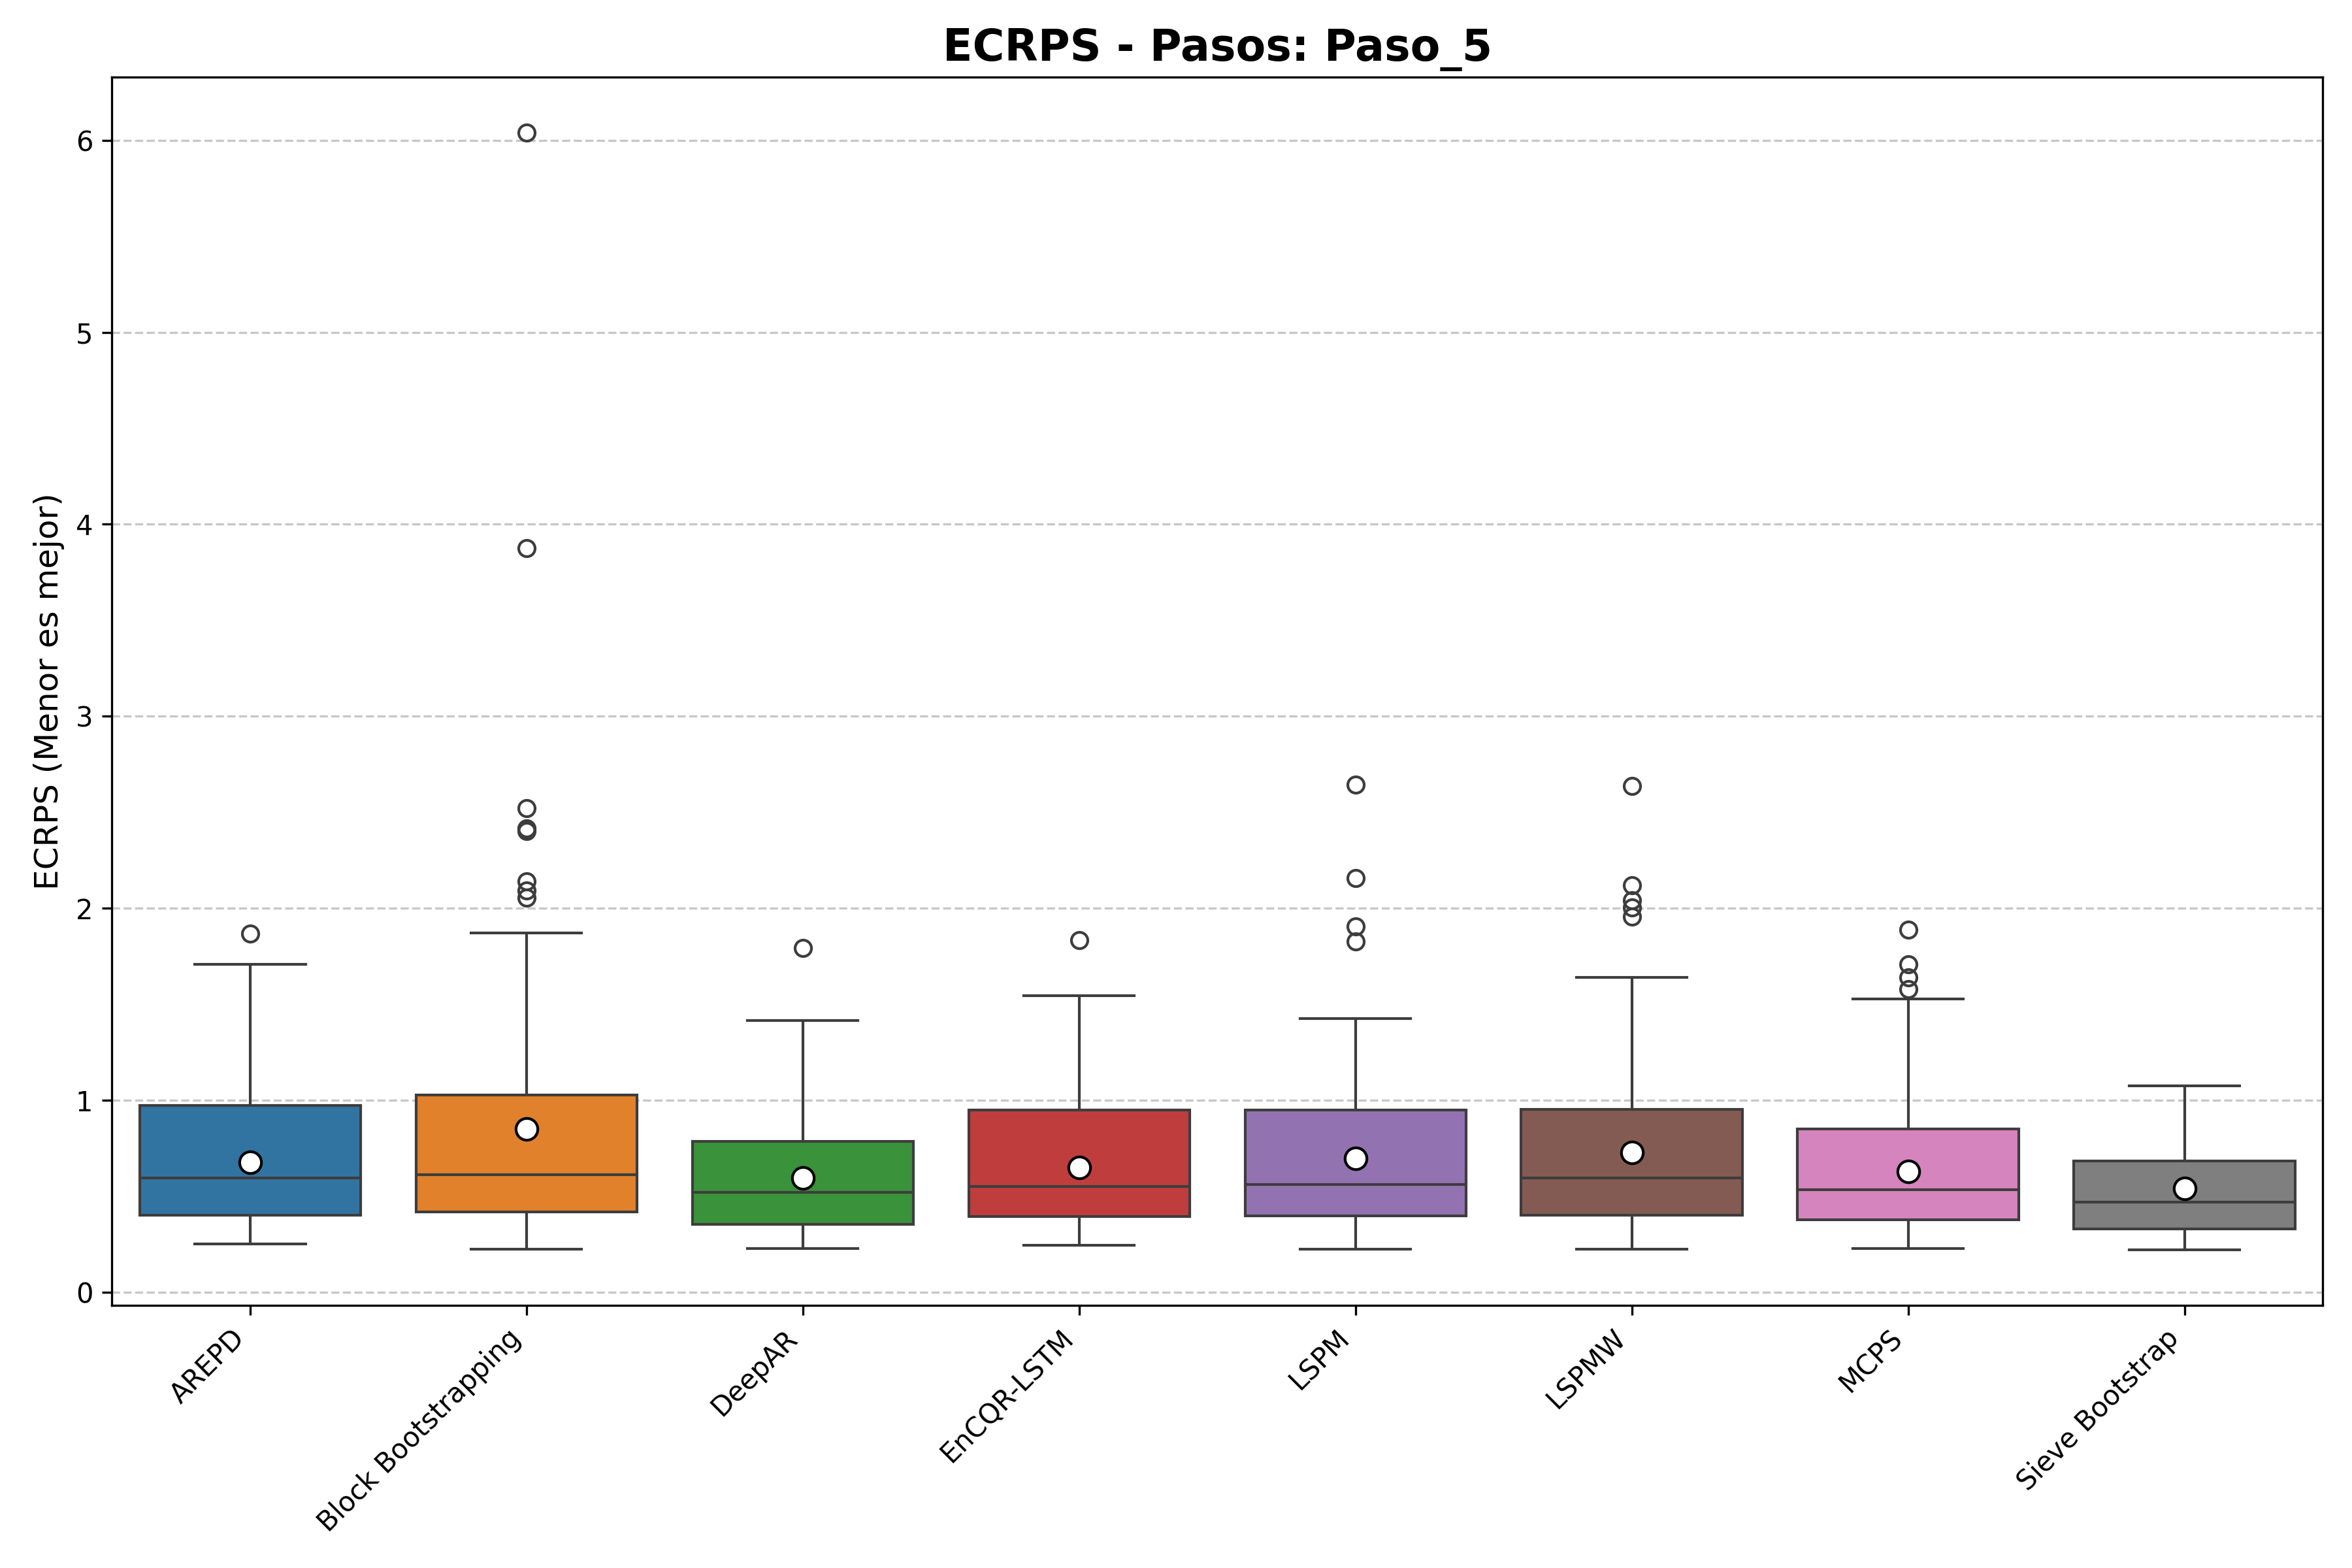 ECRPS - Pasos: Paso_5
ECRPS (Menor es mejor)
6
5
4
3
2
1
0
AREPD
Block Bootstrapping
DeepAR
EnCQR-LSTM
LSPM
LSPMW
MCPS
Sieve Bootstrap